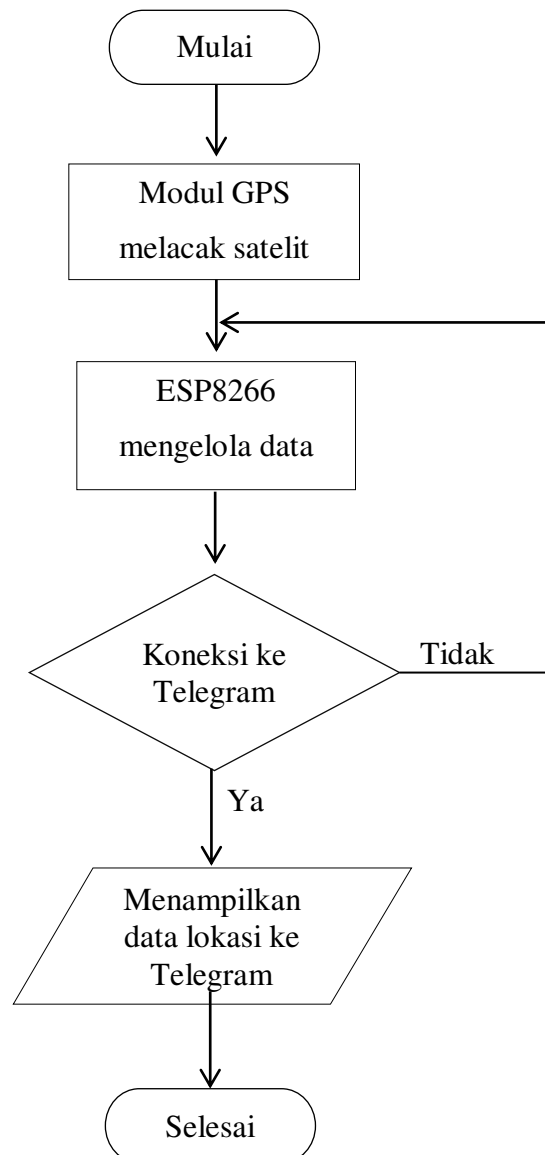 Mulai
Modul GPS
melacak satelit
ESP8266
mengelola data
Koneksi ke
Telegram
Tidak
Ya
Menampilkan
data lokasi ke
Telegram
Selesai